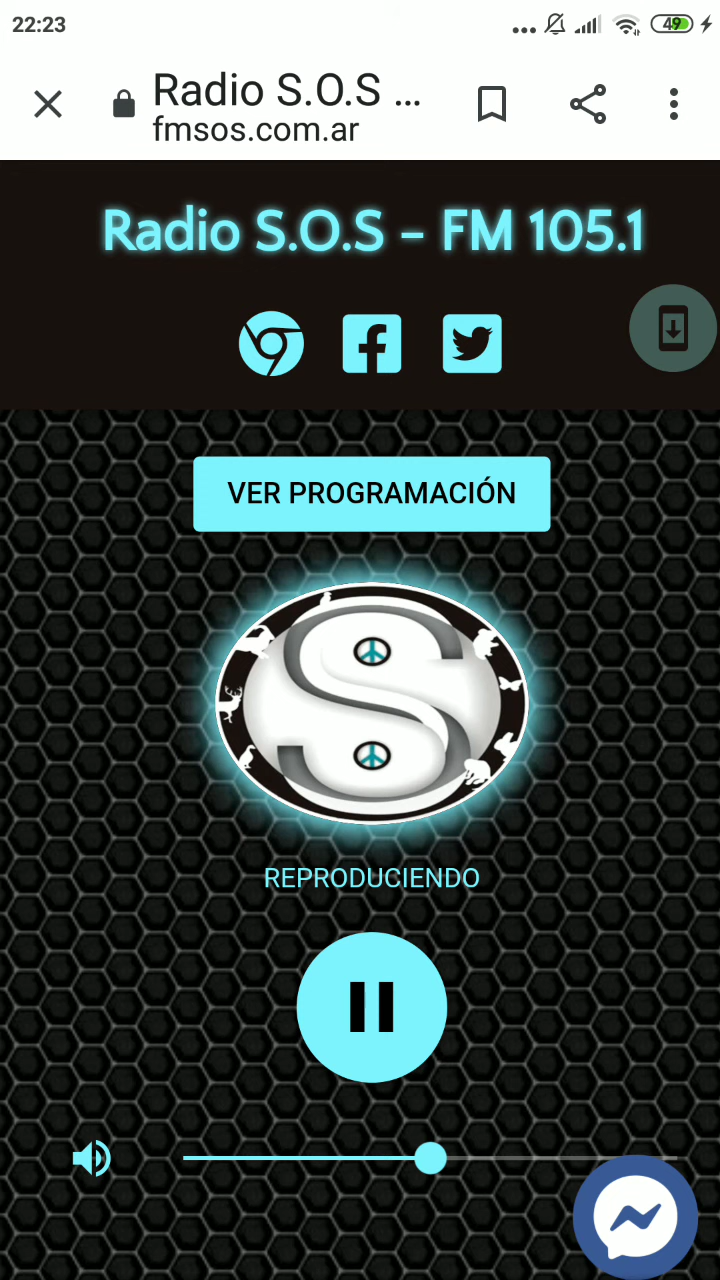 22:23
49
Radio S.O.S ...
fmsos.com.ar
Radio S.O.S - FM 105.1
VER PROGRAMACIÓN
S
REPRODUCIENDO